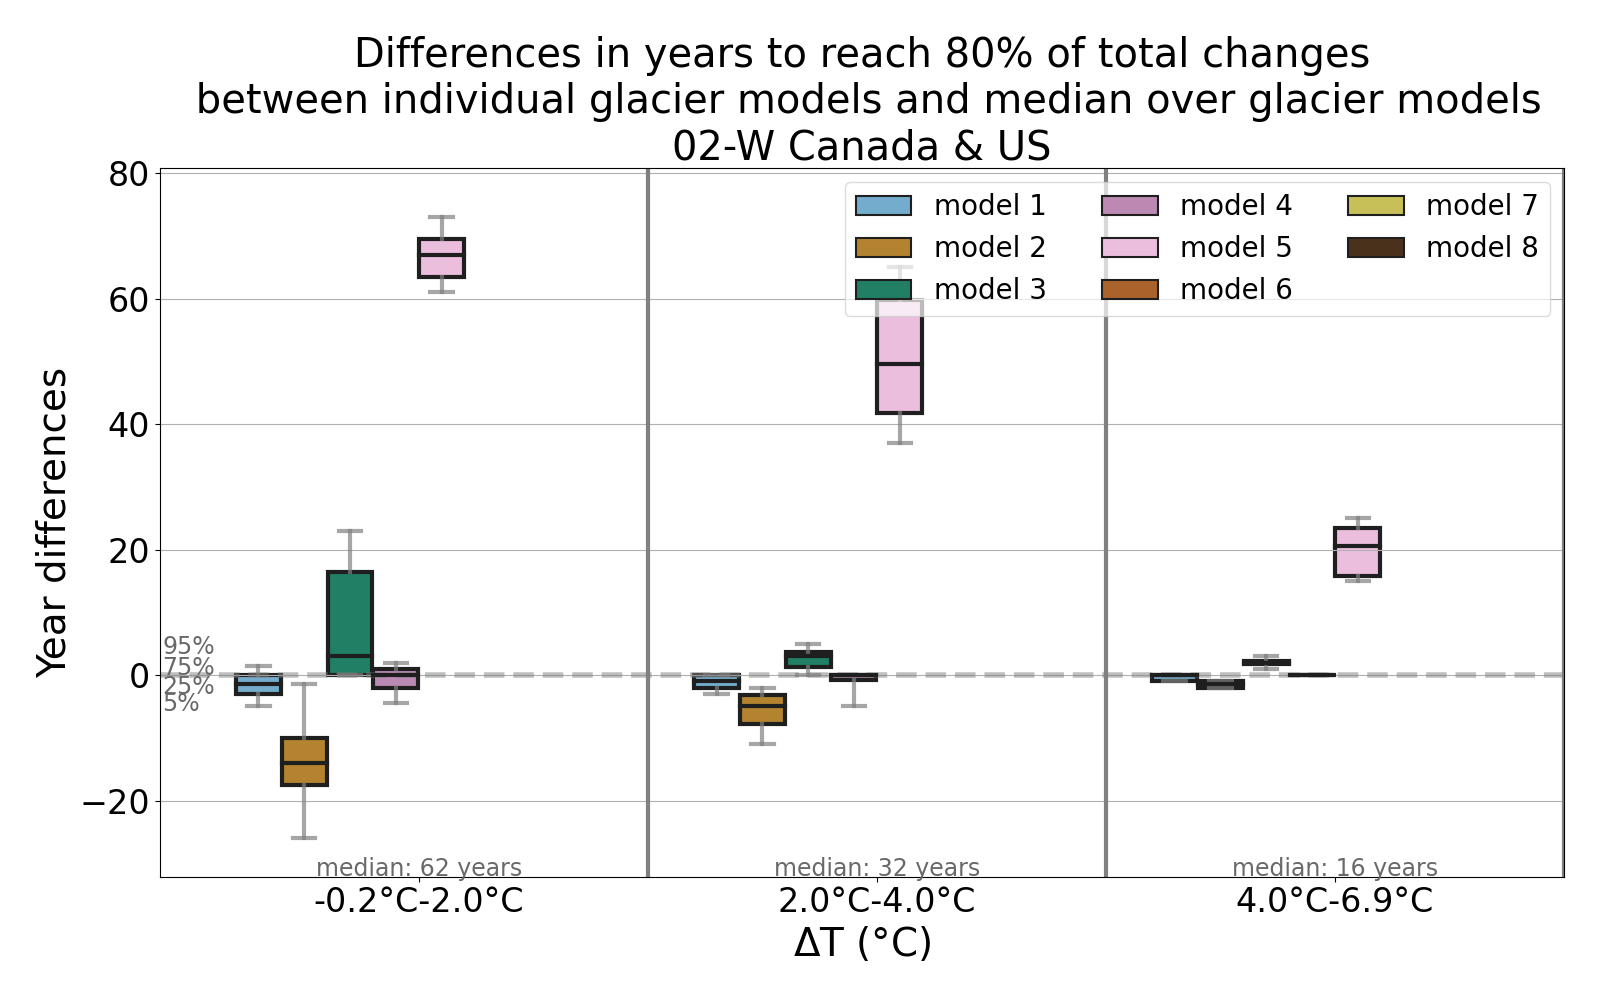 Differences in years to reach 80% of total changes
between individual glacier models and median over glacier models
02-W Canada & US
80
60
40
20
0
−20
Year differences
model 1
model 2
model 3
model 4
model 5
model 6
model 7
model 8
95%
75%
25%
5%
median: 62 years
median: 32 years
median: 16 years
-0.2°C-2.0°C
2.0°C-4.0°C
4.0°C-6.9°C
ΔT (°C)